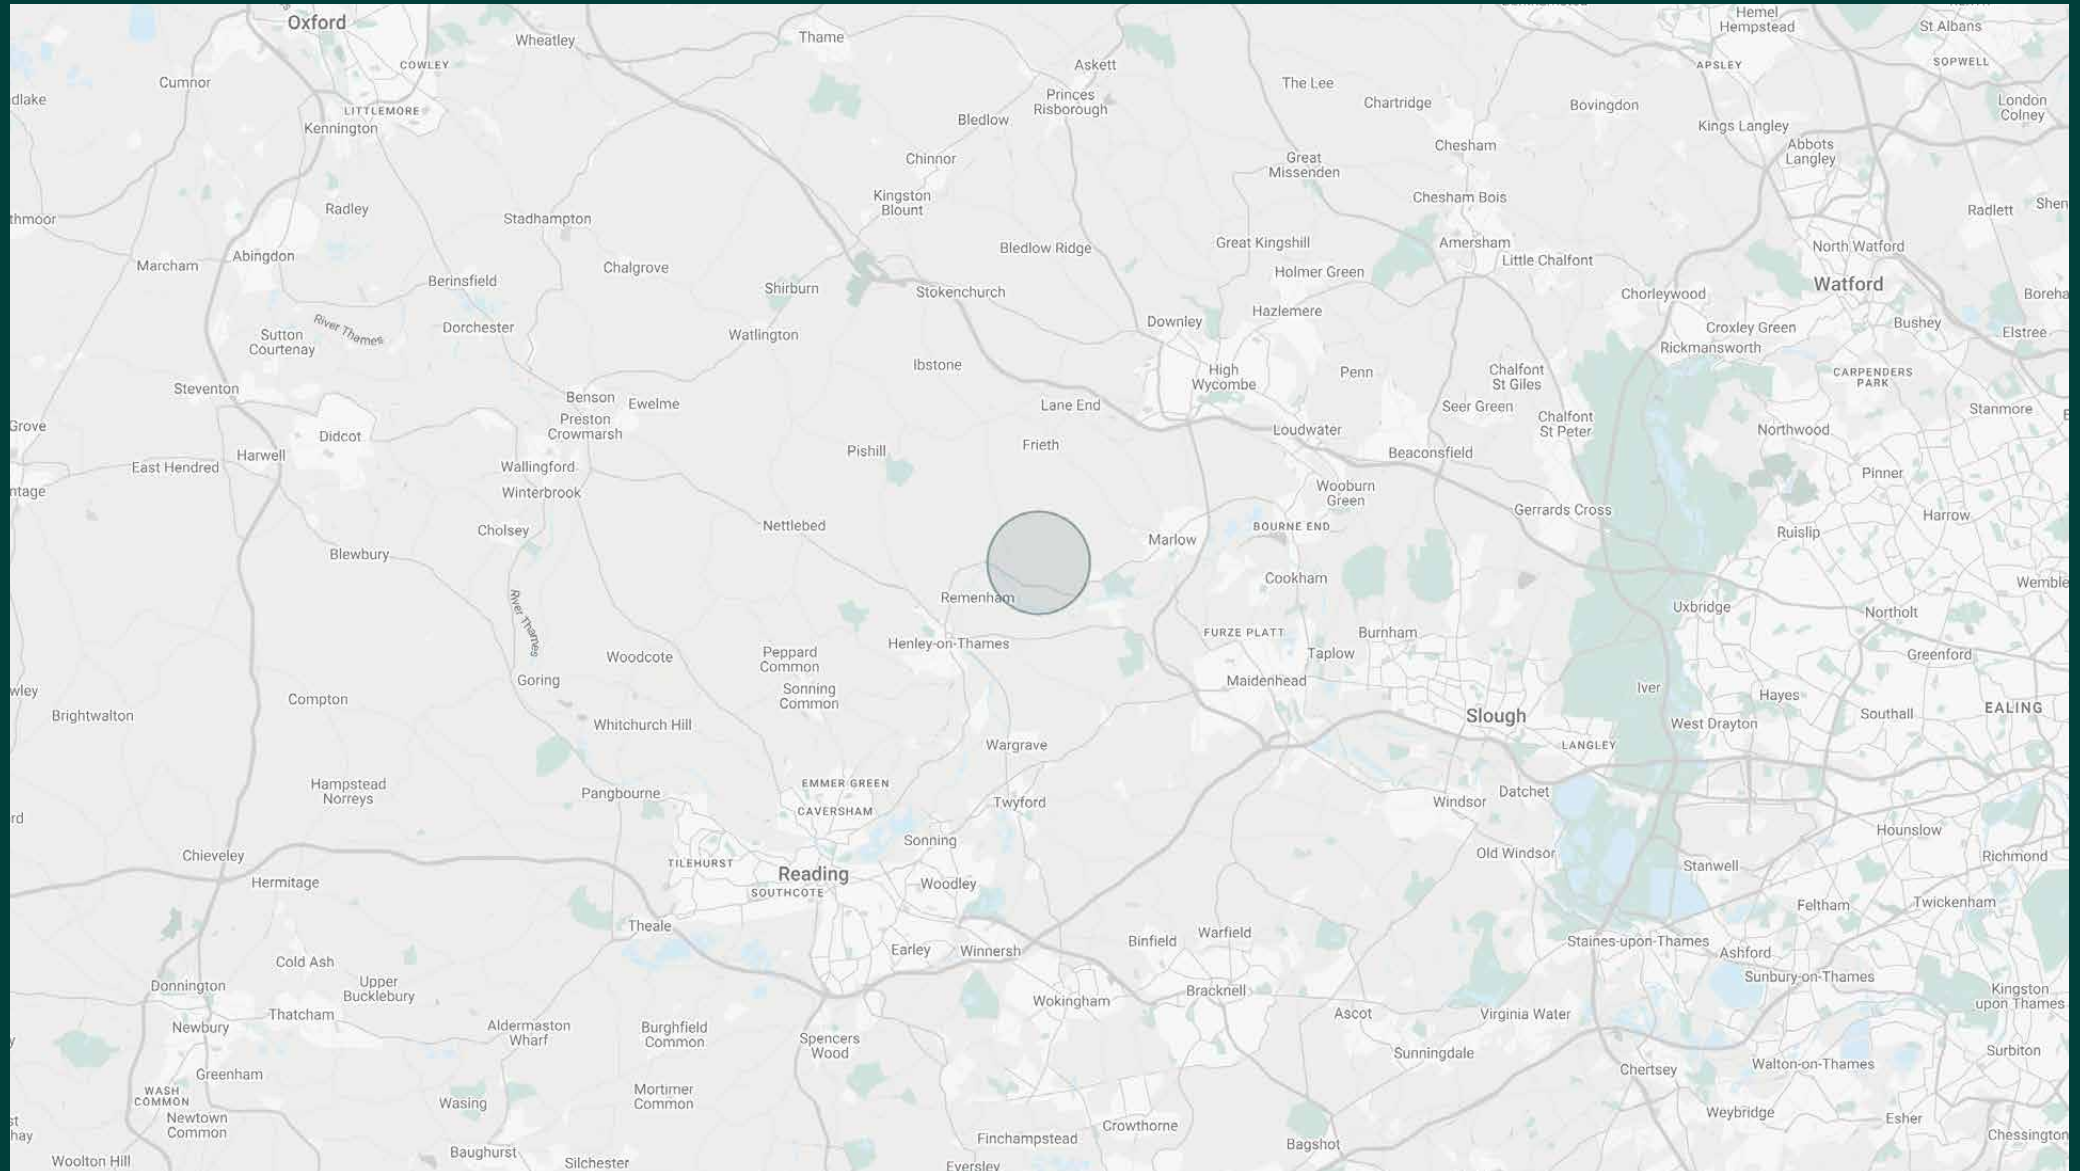 Oxford
Wheatley
Thame
Hemel
Hempstead
St Albans
COWLEY
Askett
APSLEY
SOPWELL
Cumnor
The Lee
dlake
Princes
Risborough
Chartridge
Bovingdon
London
Colney
LITTLEMORE
Kennington
Bledlow
Kings Langley
Chinnor
Great
Missenden
Chesham
Abbots
Langley
Kingston
Blount
Chesham Bois
Radley
thmoor
Stadhampton
Radlett
Shen
Bledlow Ridge
Great Kingshill
Amersham
North Watford
Marcham
Abingdon
Chalgrove
Holmer Green
Little Chalfont
Berinsfield
Shirburn
Stokenchurch
Chorleywood
Watford
Boreha
River Thames
Dorchester
Hazlemere
Downley
Croxley Green
Bushey
Elstree
Sutton
Courtenay
Watlington
Rickmansworth
Ibstone
High
Wycombe
Penn
Chalfont
St Giles
CARPENDERS
PARK
Steventon
Benson
Ewelme
Lane End
Seer Green
Stanmore
E
Grove
Preston
Crowmarsh
Chalfont
St Peter
Didcot
Loudwater
Northwood
Harwell
Pishill
Frieth
Beaconsfield
East Hendred
Wallingford
Pinner
ntage
Winterbrook
Wooburn
Green
Gerrards Cross
Harrow
Cholsey
Nettlebed
BOURNE END
Marlow
Ruislip
Blewbury
Cookham
Wemble
Remenham
Uxbridge
Northolt
River Thames
Henley-on-Thames
FURZE PLATT
Burnham
Woodcote
Peppard
Common
Taplow
Greenford
Goring
Maidenhead
Iver
Hayes
wley
Compton
Sonning
Common
Brightwalton
Whitchurch Hill
Slough
West Drayton
Southall
EALING
Wargrave
LANGLEY
Hampstead
Norreys
EMMER GREEN
Pangbourne
CAVERSHAM
Twyford
Windsor
Datchet
rd
Sonning
Hounslow
Chieveley
TILEHURST
Old Windsor
Richmond
Reading
Stanwell
Hermitage
SOUTHCOTE
Woodley
Feltham
Twickenham
Theale
Warfield
Earley
Winnersh
Binfield
Staines-upon-Thames
Ashford
Cold Ash
Sunbury-on-Thames
Donnington
Upper
Bucklebury
Wokingham
Bracknell
Kingston
upon Thames
Thatcham
Newbury
Aldermaston
Wharf
Burghfield
Common
Spencers
Wood
Ascot
Virginia Water
y
Sunningdale
Surbiton
Greenham
Chertsey
Walton-on-Thames
WASH
COMMON
Wasing
Mortimer
Common
Newtown
Common
Crowthorne
Weybridge
Esher
st
hay
Finchampstead
Bagshot
Chessington
Baughurst
Silchester
Eversley
Woolton Hill